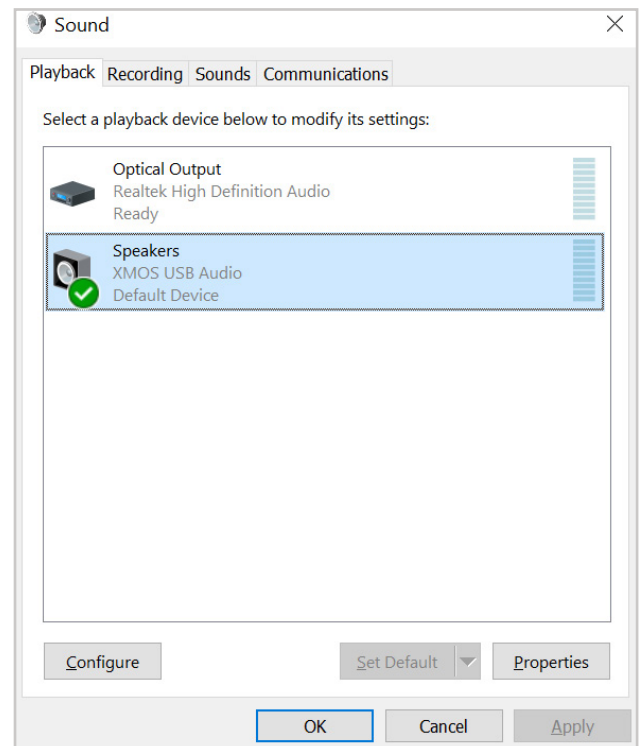 Sound
Playback Recording Sounds Communications
Select a playback device below to modify its settings:
Optical Output
Realtek High Definition Audio
Ready
Speakers
XMOS USB Audio
Default Device
Configure Set Default Properties
OK Cancel Apply